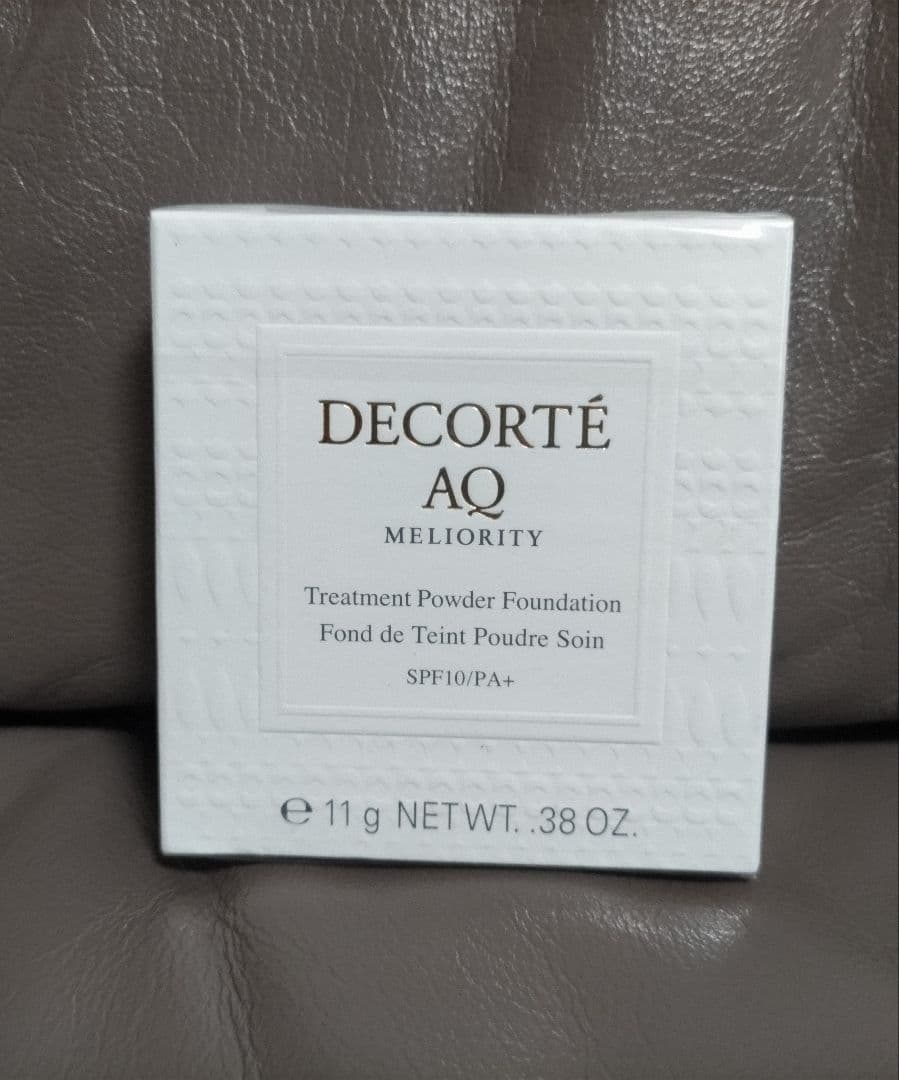 DECORTÉ
AQ
MELIORITY
Treatment Powder Foundation
Fond de Teint Poudre Soin
SPF10/PA+
℮ 11 g NET WT. .38 OZ.